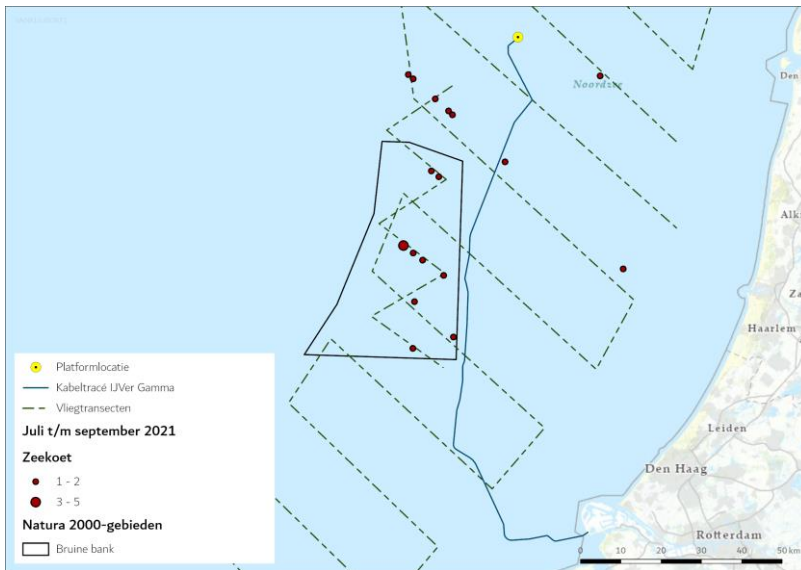 Noordzee
Den
Alk
Za
Haarlem
Leiden
Den Haag
Rotterdam
Platformlocatie
Kabeltracé IJVer Gamma
Vliegtransecten
Juli t/m september 2021
Zeekoet
1 - 2
3 - 5
Natura 2000-gebieden
Bruine bank
0 10 20 30 40 50 km